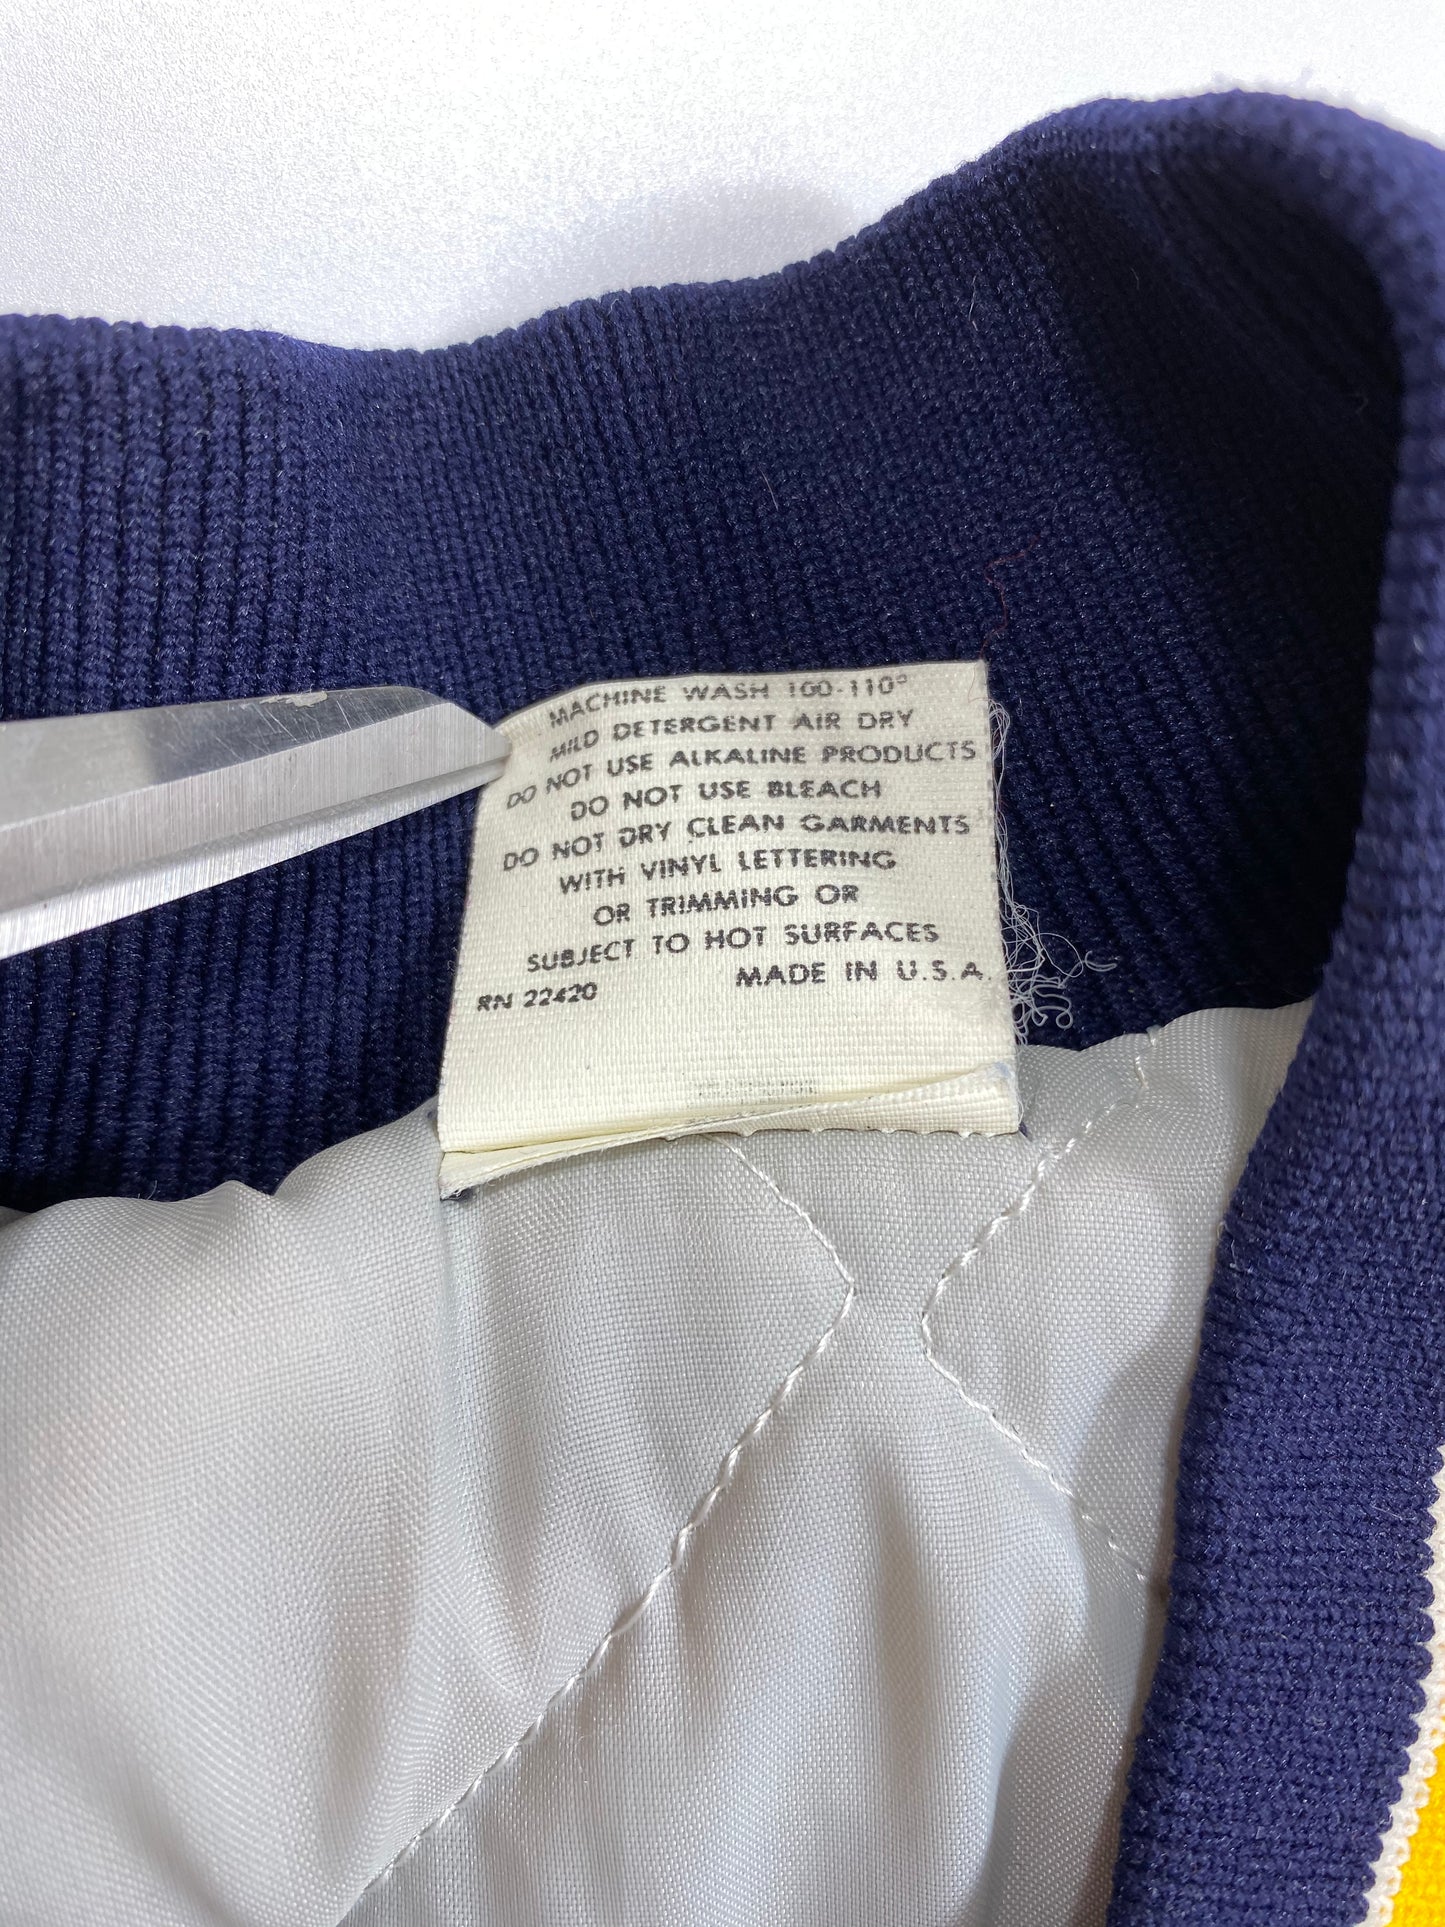 MACHINE WASH 100-110°
MILD DETERGENT AIR DRY
DO NOT USE ALKALINE PRODUCTS
DO NOT USE BLEACH
DO NOT DRY CLEAN GARMENTS
WITH VINYL LETTERING
OR TRIMMING OR
SUBJECT TO HOT SURFACES
RN 22420 MADE IN U.S.A.